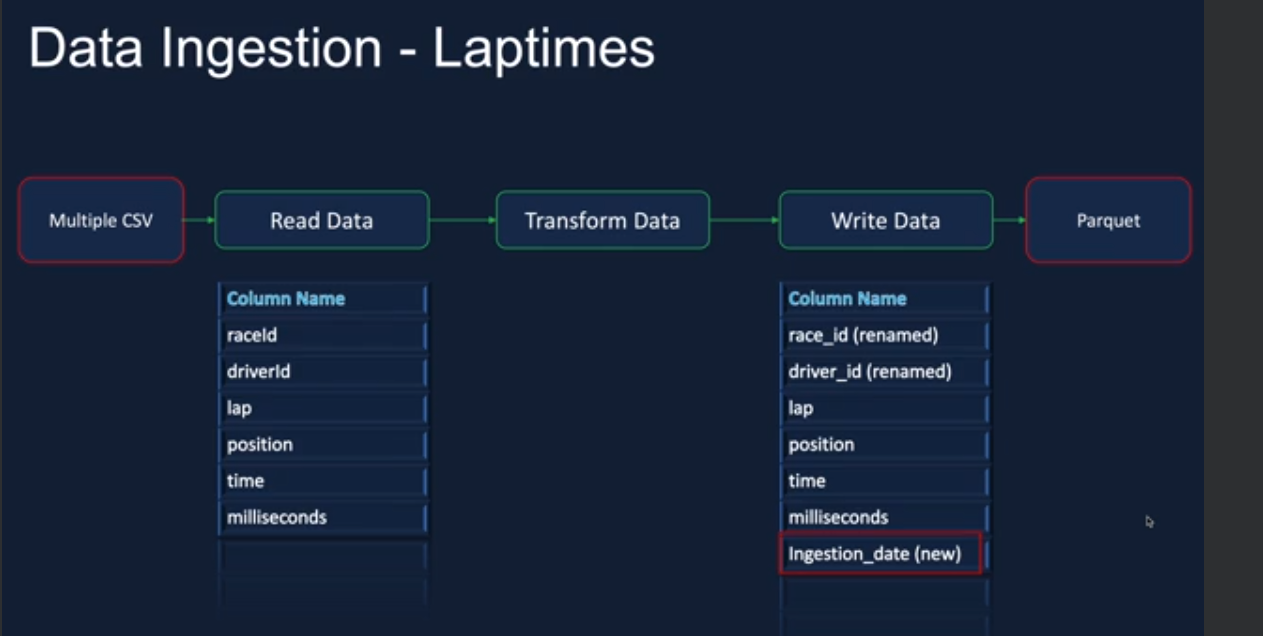 Data Ingestion - Laptimes
Multiple CSV
Read Data
Transform Data
Write Data
Parquet
Column Name
raceId
driverId
lap
position
time
milliseconds
Column Name
race_id (renamed)
driver_id (renamed)
lap
position
time
milliseconds
Ingestion_date (new)